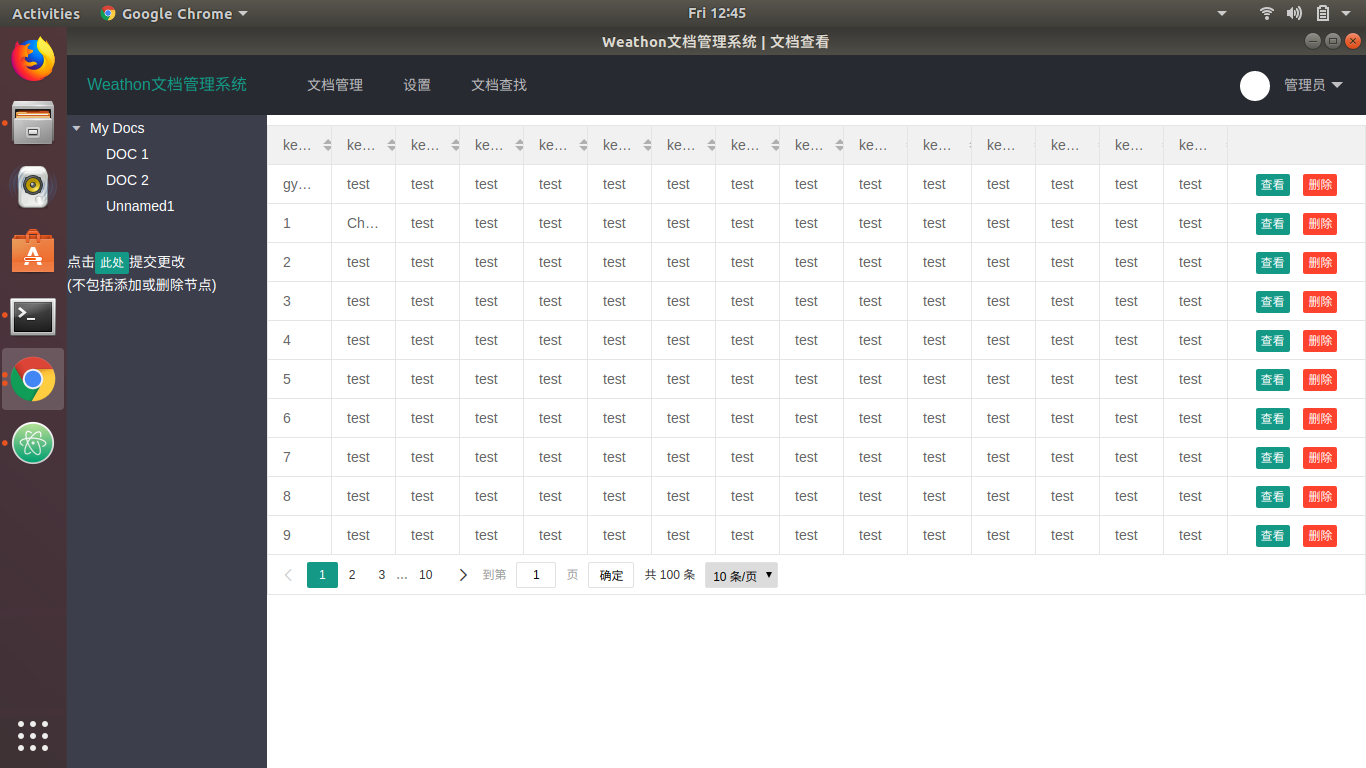 Activities Google Chrome Fri 12:45
Weathon文档管理系统 | 文档查看
Weathon文档管理系统 文档管理 设置 文档查找 管理员
My Docs
DOC 1
DOC 2
Unnamed1
点击 此处 提交更改
(不包括添加或删除节点)
ke… ke… ke… ke… ke… ke… ke… ke… ke… ke… ke… ke… ke… ke… ke…
gy… test test test test test test test test test test test test test test 查看 删除
1 Ch… test test test test test test test test test test test test test 查看 删除
2 test test test test test test test test test test test test test test 查看 删除
3 test test test test test test test test test test test test test test 查看 删除
4 test test test test test test test test test test test test test test 查看 删除
5 test test test test test test test test test test test test test test 查看 删除
6 test test test test test test test test test test test test test test 查看 删除
7 test test test test test test test test test test test test test test 查看 删除
8 test test test test test test test test test test test test test test 查看 删除
9 test test test test test test test test test test test test test test 查看 删除
1 2 3 … 10 到第 1 页 确定 共 100 条 10 条/页